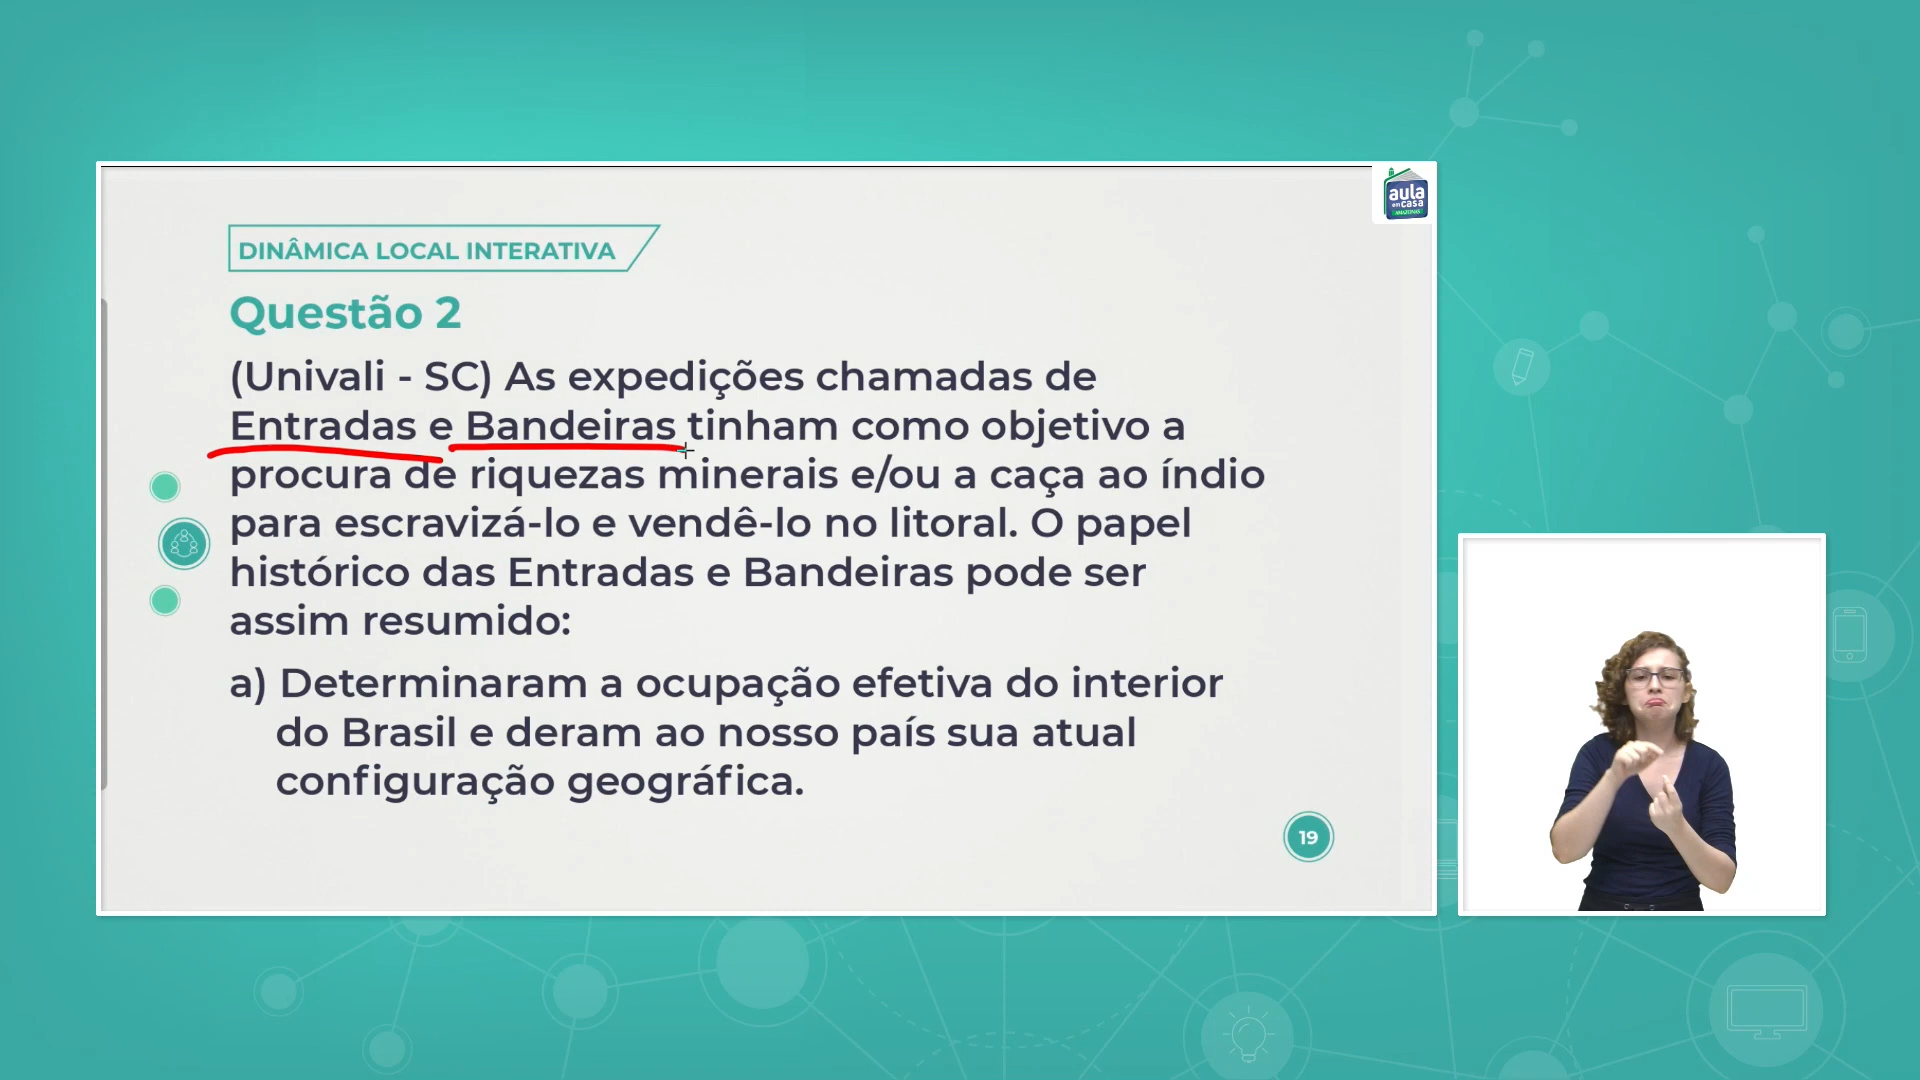 aula
em casa
AMAZONAS
DINÂMICA LOCAL INTERATIVA
Questão 2
(Univali - SC) As expedições chamadas de
Entradas e Bandeiras tinham como objetivo a
procura de riquezas minerais e/ou a caça ao índio
para escravizá-lo e vendê-lo no litoral. O papel
histórico das Entradas e Bandeiras pode ser
assim resumido:
a) Determinaram a ocupação efetiva do interior
do Brasil e deram ao nosso país sua atual
configuração geográfica.
19